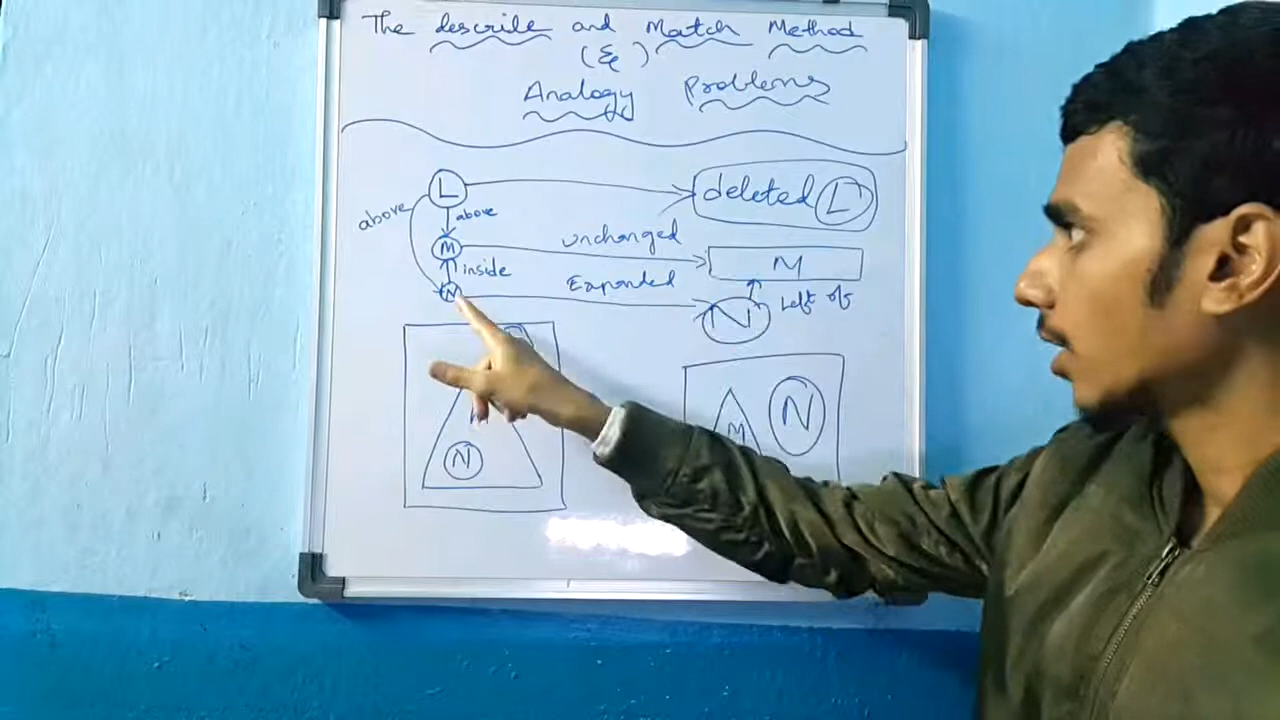 The describe and Match Method
(&)
Analogy Problems
L
deleted L
above
above
M
unchanged
M
inside
N
Expanded
N
Left of
N
M
N